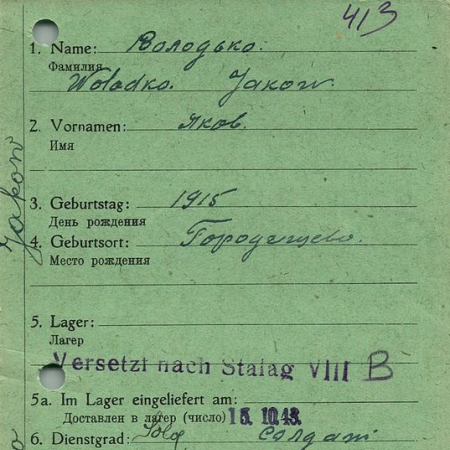 413
1. Name: Володько.
Фамилия
Wolodko. Jakow.
2. Vornamen: Яков.
Имя
3. Geburtstag: 1915
День рождения
4. Geburtsort: Городищево.
Место рождения
Jakow
5. Lager:
Лагерь
Versetzt nach Stalag VIII B
5a. Im Lager eingeliefert am:
Доставлен в лагер (число) 15.10.43.
6. Dienstgrad: Sold солдат